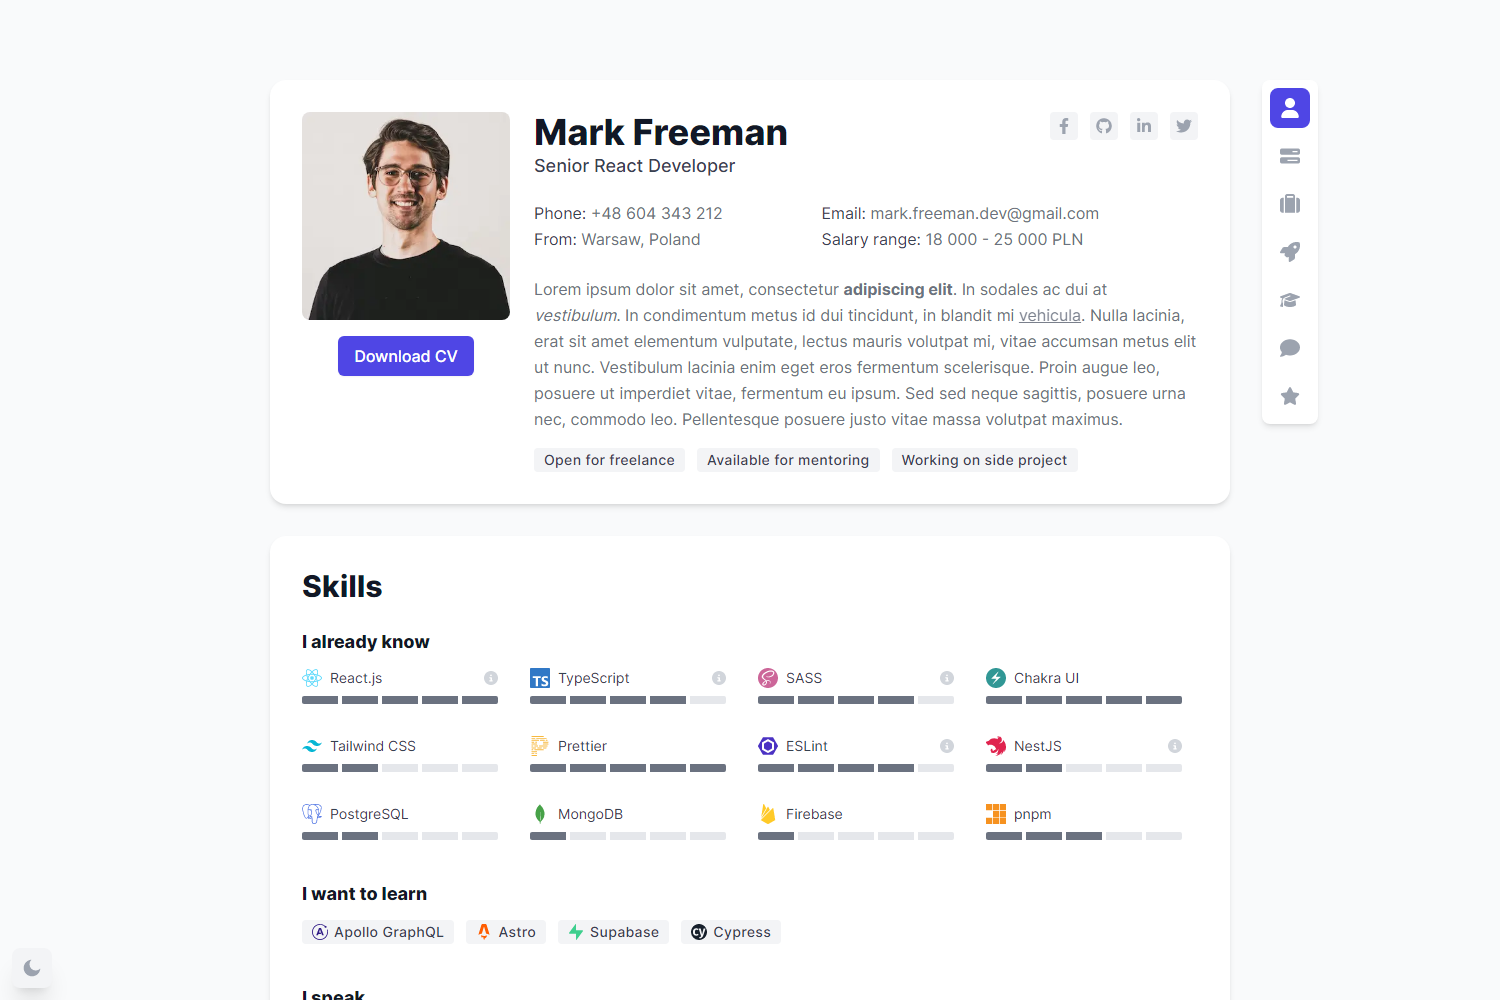 Mark Freeman
Senior React Developer
Phone: +48 604 343 212
Email: mark.freeman.dev@gmail.com
From: Warsaw, Poland
Salary range: 18 000 - 25 000 PLN
Lorem ipsum dolor sit amet, consectetur adipiscing elit. In sodales ac dui at
vestibulum. In condimentum metus id dui tincidunt, in blandit mi vehicula. Nulla lacinia,
erat sit amet elementum vulputate, lectus mauris volutpat mi, vitae accumsan metus elit
ut nunc. Vestibulum lacinia enim eget eros fermentum scelerisque. Proin augue leo,
posuere ut imperdiet vitae, fermentum eu ipsum. Sed sed neque sagittis, posuere urna
nec, commodo leo. Pellentesque posuere justo vitae massa volutpat maximus.
Download CV
Open for freelance
Available for mentoring
Working on side project
Skills
I already know
React.js
TS TypeScript
SASS
Chakra UI
Tailwind CSS
Prettier
ESLint
NestJS
PostgreSQL
MongoDB
Firebase
pnpm
I want to learn
Apollo GraphQL
Astro
Supabase
cy Cypress
I speak